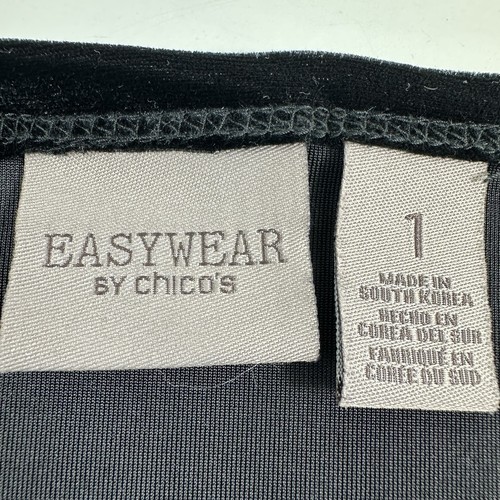 EASYWEAR
BY chico's
1
MADE IN
SOUTH KOREA
HECHO EN
COREA DEL SUR
FABRIQUÉ EN
CORÉE DU SUD